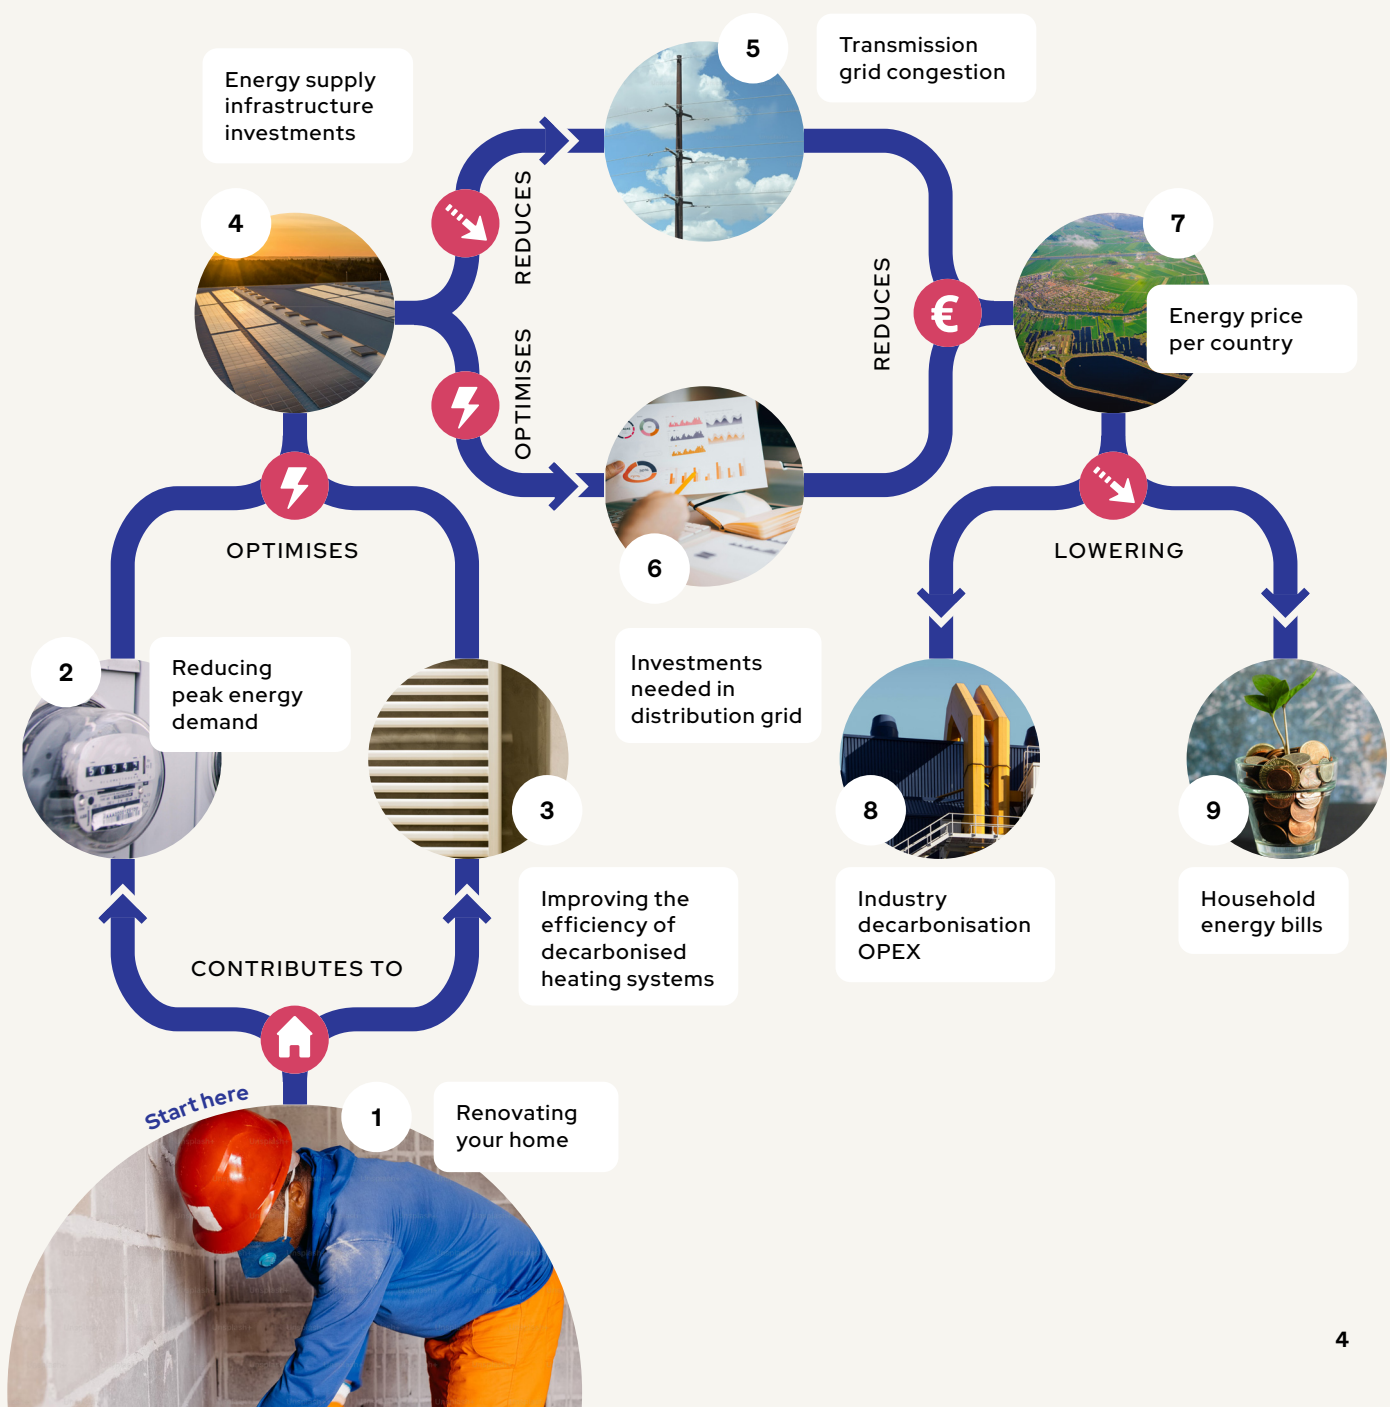 5
Transmission
grid congestion
Energy supply
infrastructure
investments
4
REDUCES
7
REDUCES
Energy price
per country
OPTIMISES
OPTIMISES
LOWERING
6
2
Reducing
peak energy
demand
Investments
needed in
distribution grid
3
8
9
Improving the
efficiency of
decarbonised
heating systems
Industry
decarbonisation
OPEX
Household
energy bills
CONTRIBUTES TO
Start here
1
Renovating
your home
4